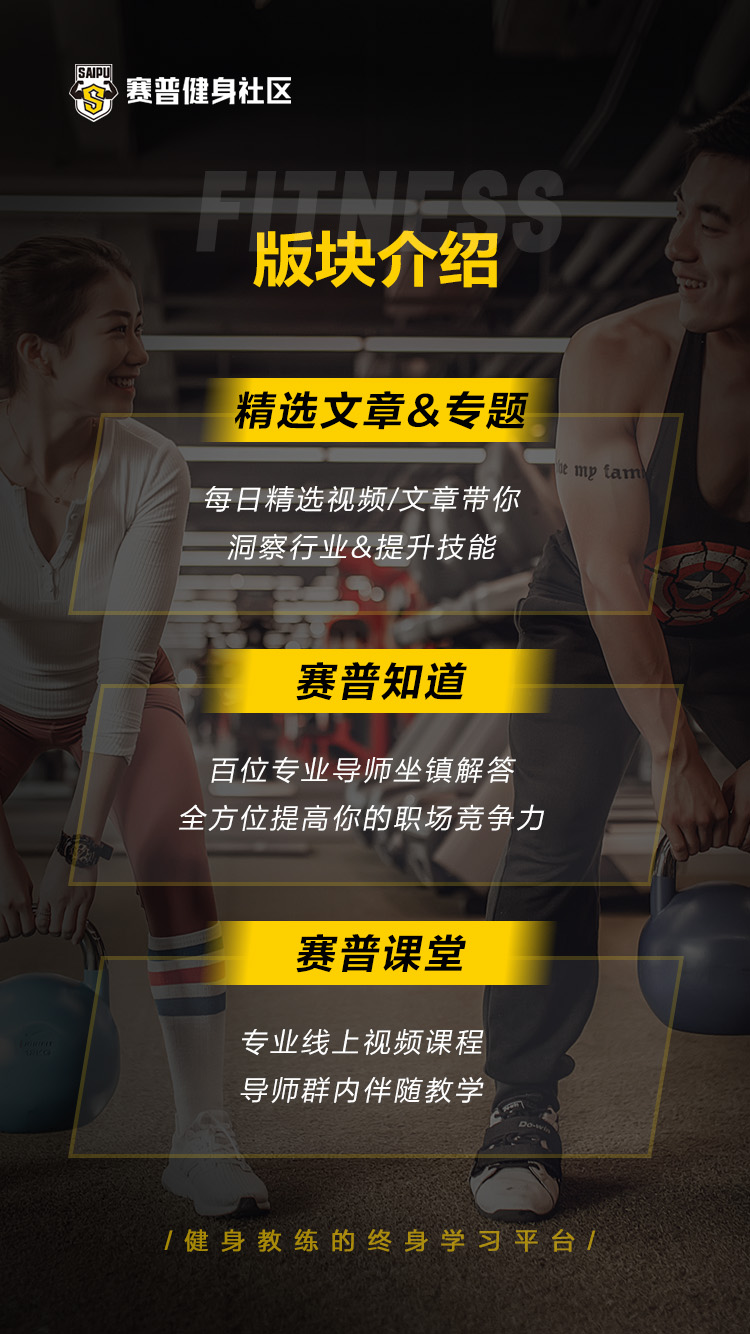 SAIPU
S
赛普健身社区
FITNESS
版块介绍
精选文章&专题
每日精选视频/文章带你
洞察行业&提升技能
my fam
赛普知道
百位专业导师坐镇解答
全方位提高你的职场竞争力
赛普课堂
专业线上视频课程
导师群内伴随教学
DO-WIN
/健身教练的终身学习平台/